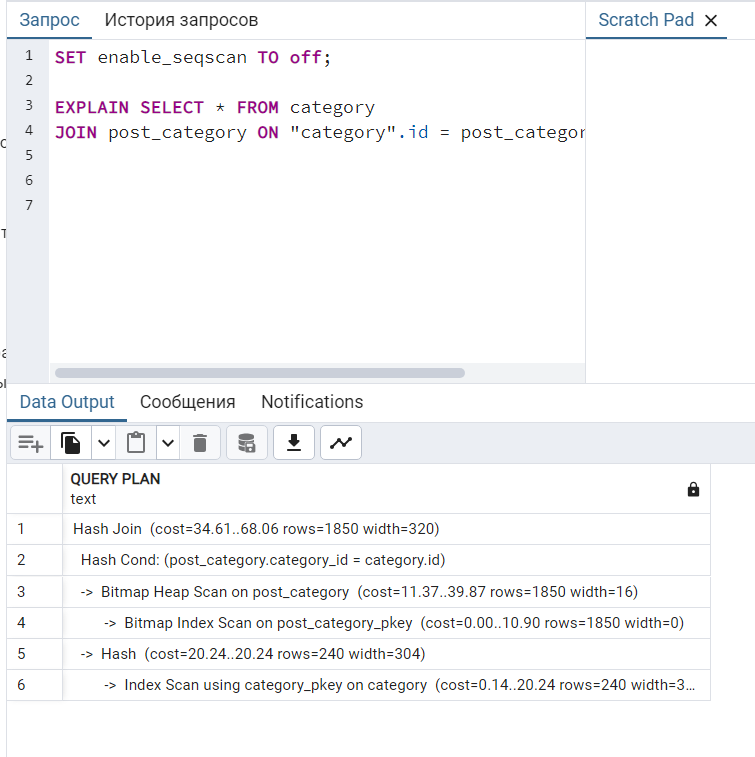 Запрос История запросов Scratch Pad
1 SET enable_seqscan TO off;
2
3 EXPLAIN SELECT * FROM category
4 JOIN post_category ON "category".id = post_categor
5
6
7
Data Output Сообщения Notifications
QUERY PLAN
text
1 Hash Join (cost=34.61..68.06 rows=1850 width=320)
2 Hash Cond: (post_category.category_id = category.id)
3 -> Bitmap Heap Scan on post_category (cost=11.37..39.87 rows=1850 width=16)
4 -> Bitmap Index Scan on post_category_pkey (cost=0.00..10.90 rows=1850 width=0)
5 -> Hash (cost=20.24..20.24 rows=240 width=304)
6 -> Index Scan using category_pkey on category (cost=0.14..20.24 rows=240 width=3...